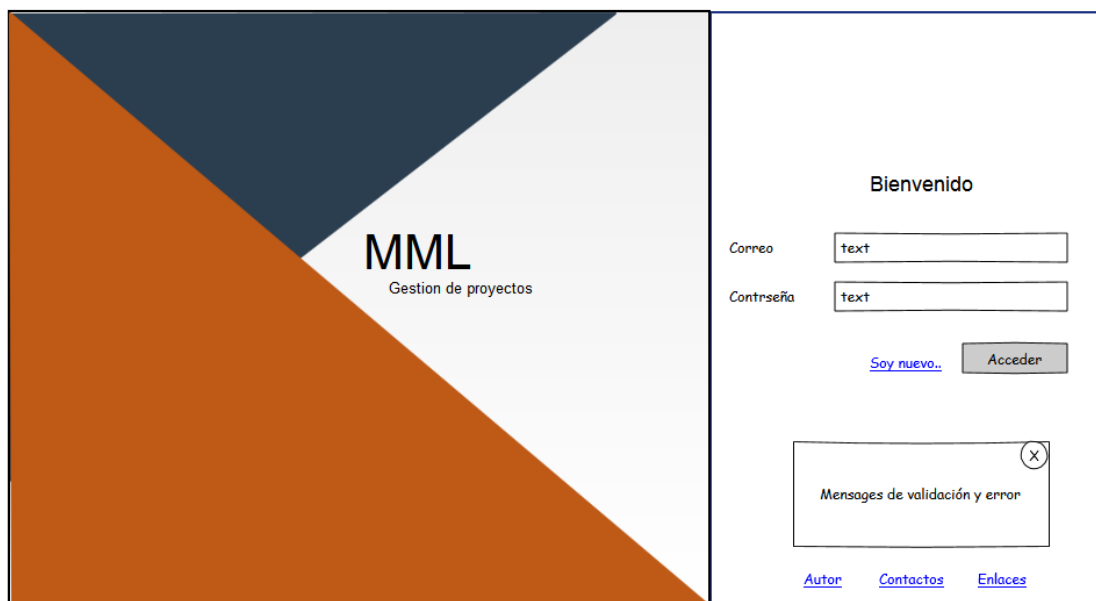 MML
Gestion de proyectos
Bienvenido
Correo
text
Contrseña
text
Soy nuevo..
Acceder
X
Mensages de validación y error
Autor
Contactos
Enlaces